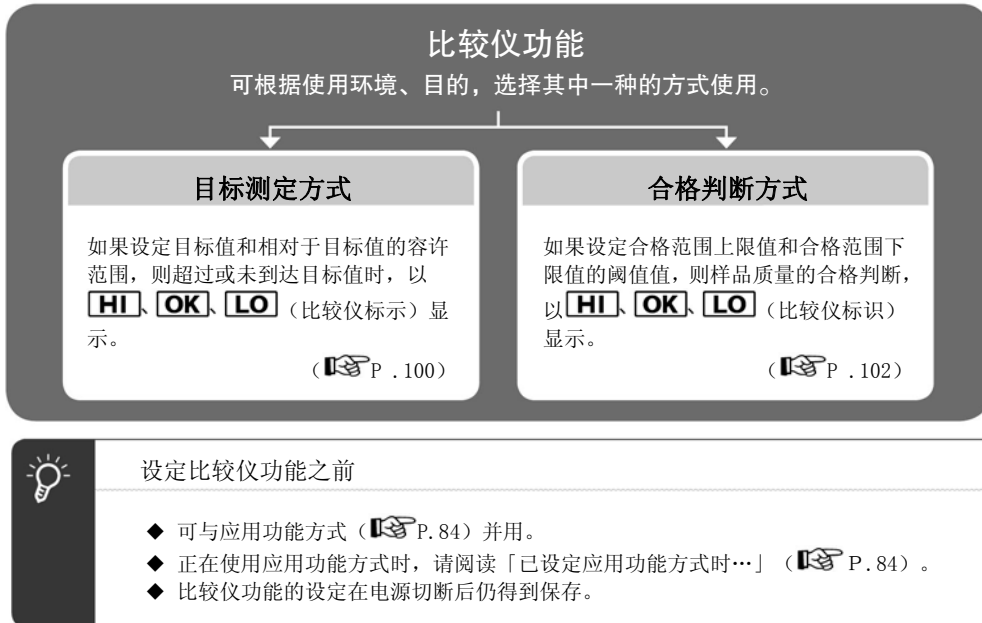 比较仪功能
可根据使用环境、目的，选择其中一种的方式使用。
目标测定方式
如果设定目标值和相对于目标值的容许
范围，则超过或未到达目标值时，以
HI、OK、LO（比较仪标示）显
示。
（P .100）
合格判断方式
如果设定合格范围上限值和合格范围下
限值的阈值值，则样品质量的合格判断，
以HI、OK、LO（比较仪标识）
显示。
（P .102）
设定比较仪功能之前
◆ 可与应用功能方式（P.84）并用。
◆ 正在使用应用功能方式时，请阅读「已设定应用功能方式时…」（P.84）。
◆ 比较仪功能的设定在电源切断后仍得到保存。